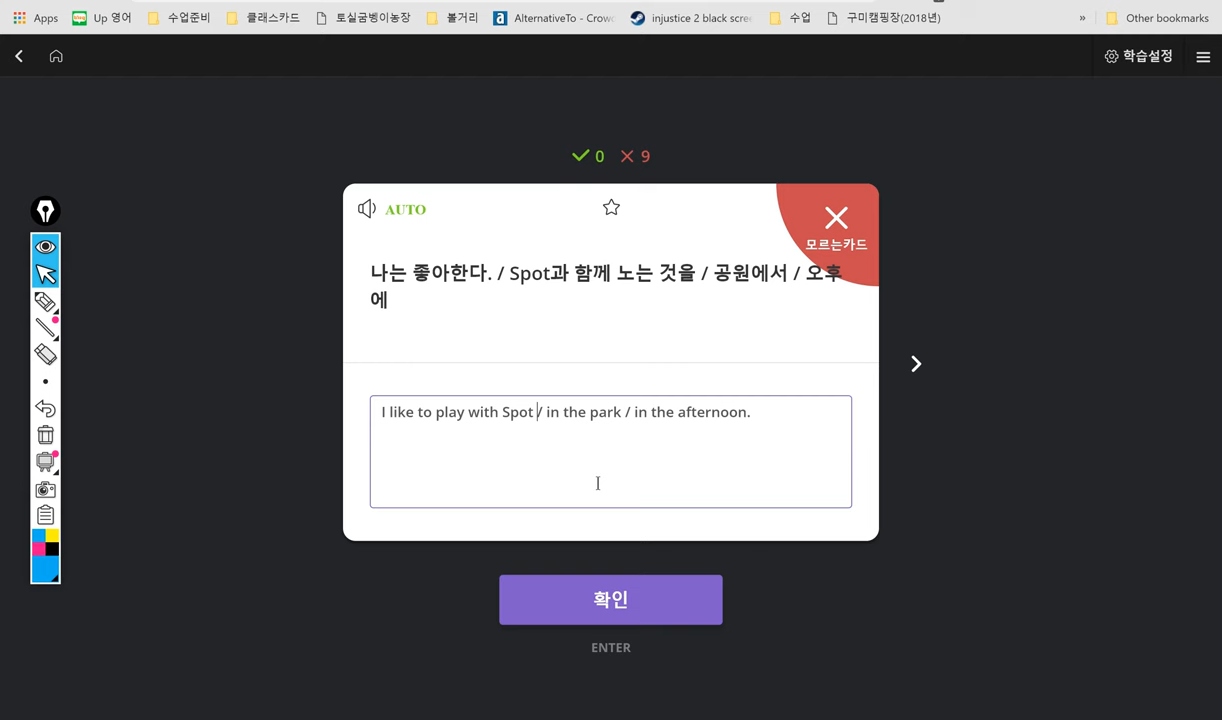 Apps Up 영어 수업준비 클래스카드 토실굼벵이농장 볼거리 AlternativeTo - Crow injustice 2 black scre 수업 구미캠핑장(2018년) » Other bookmarks
학습설정
0 9
AUTO
모르는카드
나는 좋아한다. / Spot과 함께 노는 것을 / 공원에서 / 오후
에
I like to play with Spot / in the park / in the afternoon.
확인
ENTER